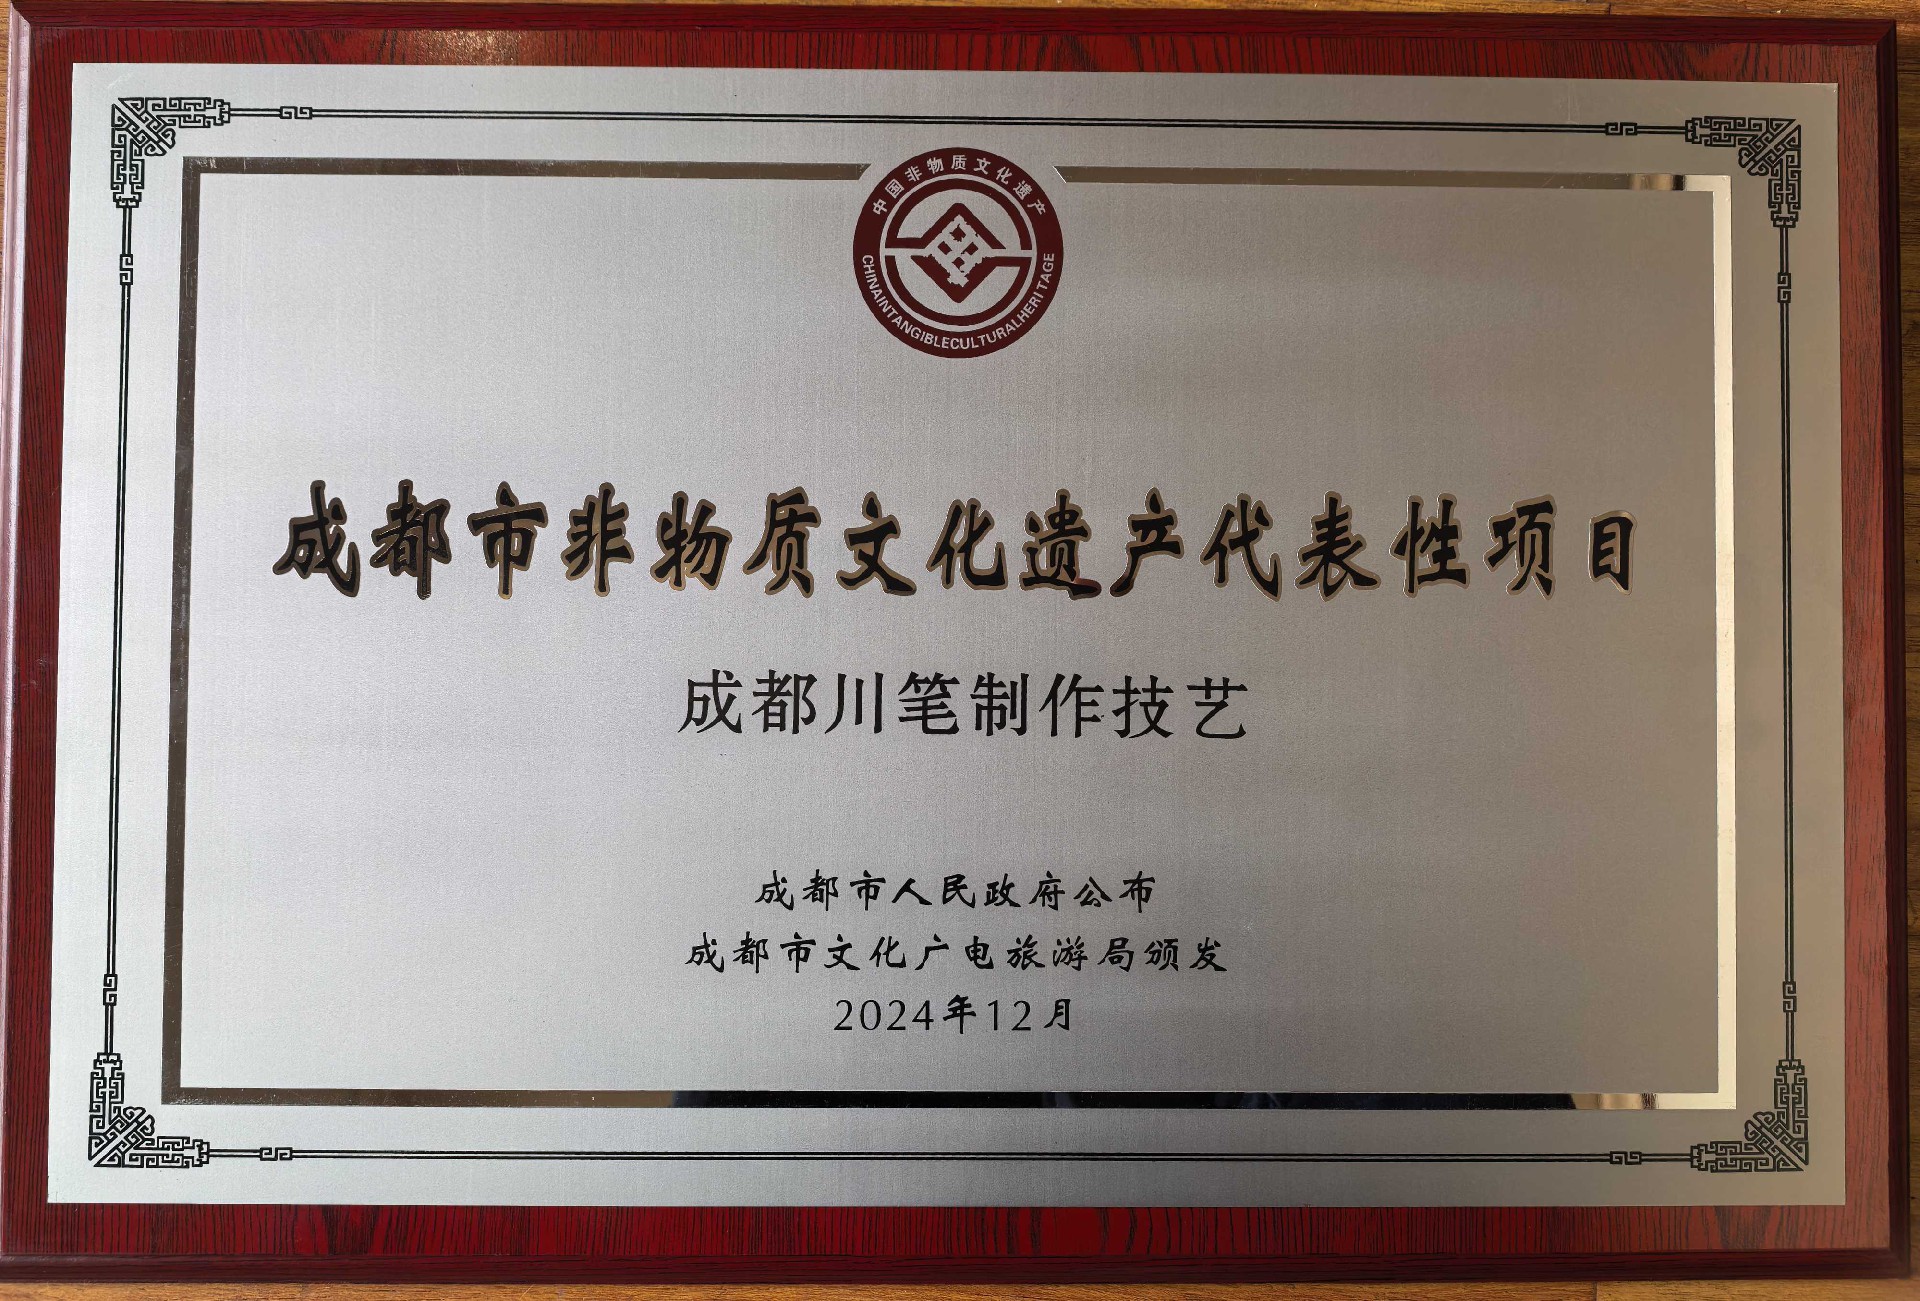 中国非物质文化遗产
CHINAINTANGIBLECULTURALHERITAGE
成都市非物质文化遗产代表性项目
成都川笔制作技艺
成都市人民政府公布
成都市文化广电旅游局颁发
2024年12月